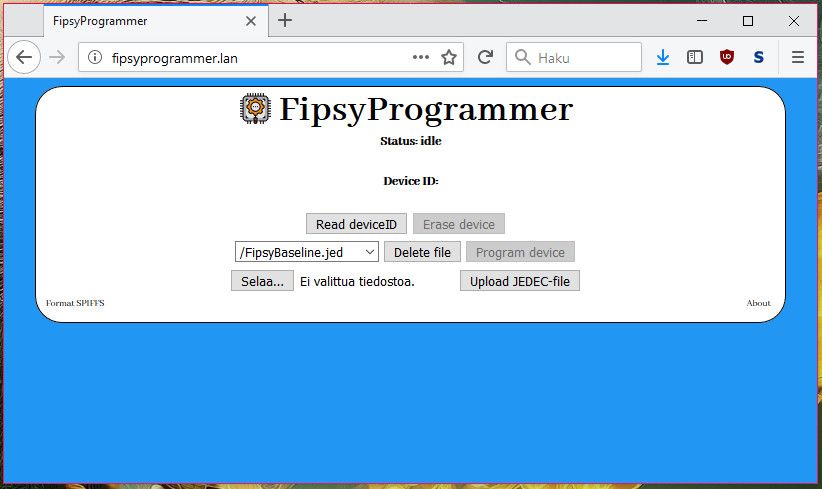 FipsyProgrammer
fipsyprogrammer.lan
Haku
FipsyProgrammer
Status: idle
Device ID:
Read deviceID Erase device
/FipsyBaseline.jed Delete file Program device
Selaa... Ei valittua tiedostoa. Upload JEDEC-file
Format SPIFFS About